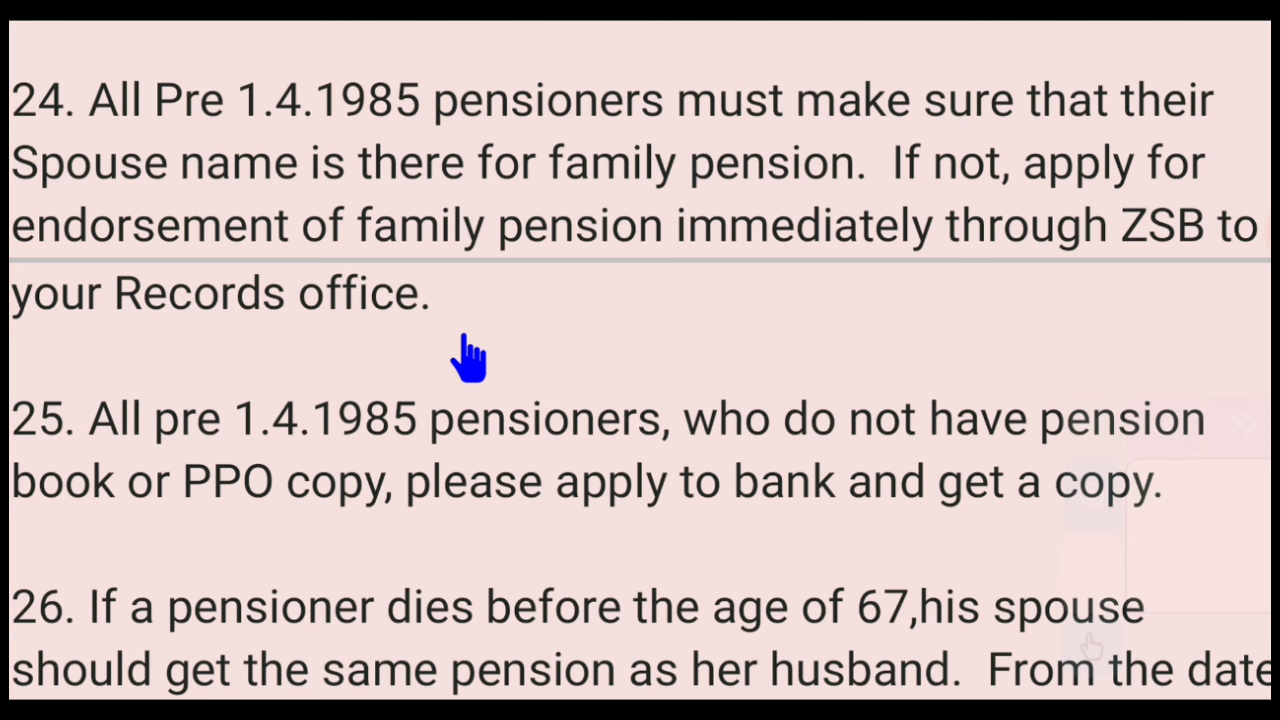 24. All Pre 1.4.1985 pensioners must make sure that their
Spouse name is there for family pension.  If not, apply for
endorsement of family pension immediately through ZSB to
your Records office.
25. All pre 1.4.1985 pensioners, who do not have pension
book or PPO copy, please apply to bank and get a copy.
26. If a pensioner dies before the age of 67,his spouse
should get the same pension as her husband.  From the date